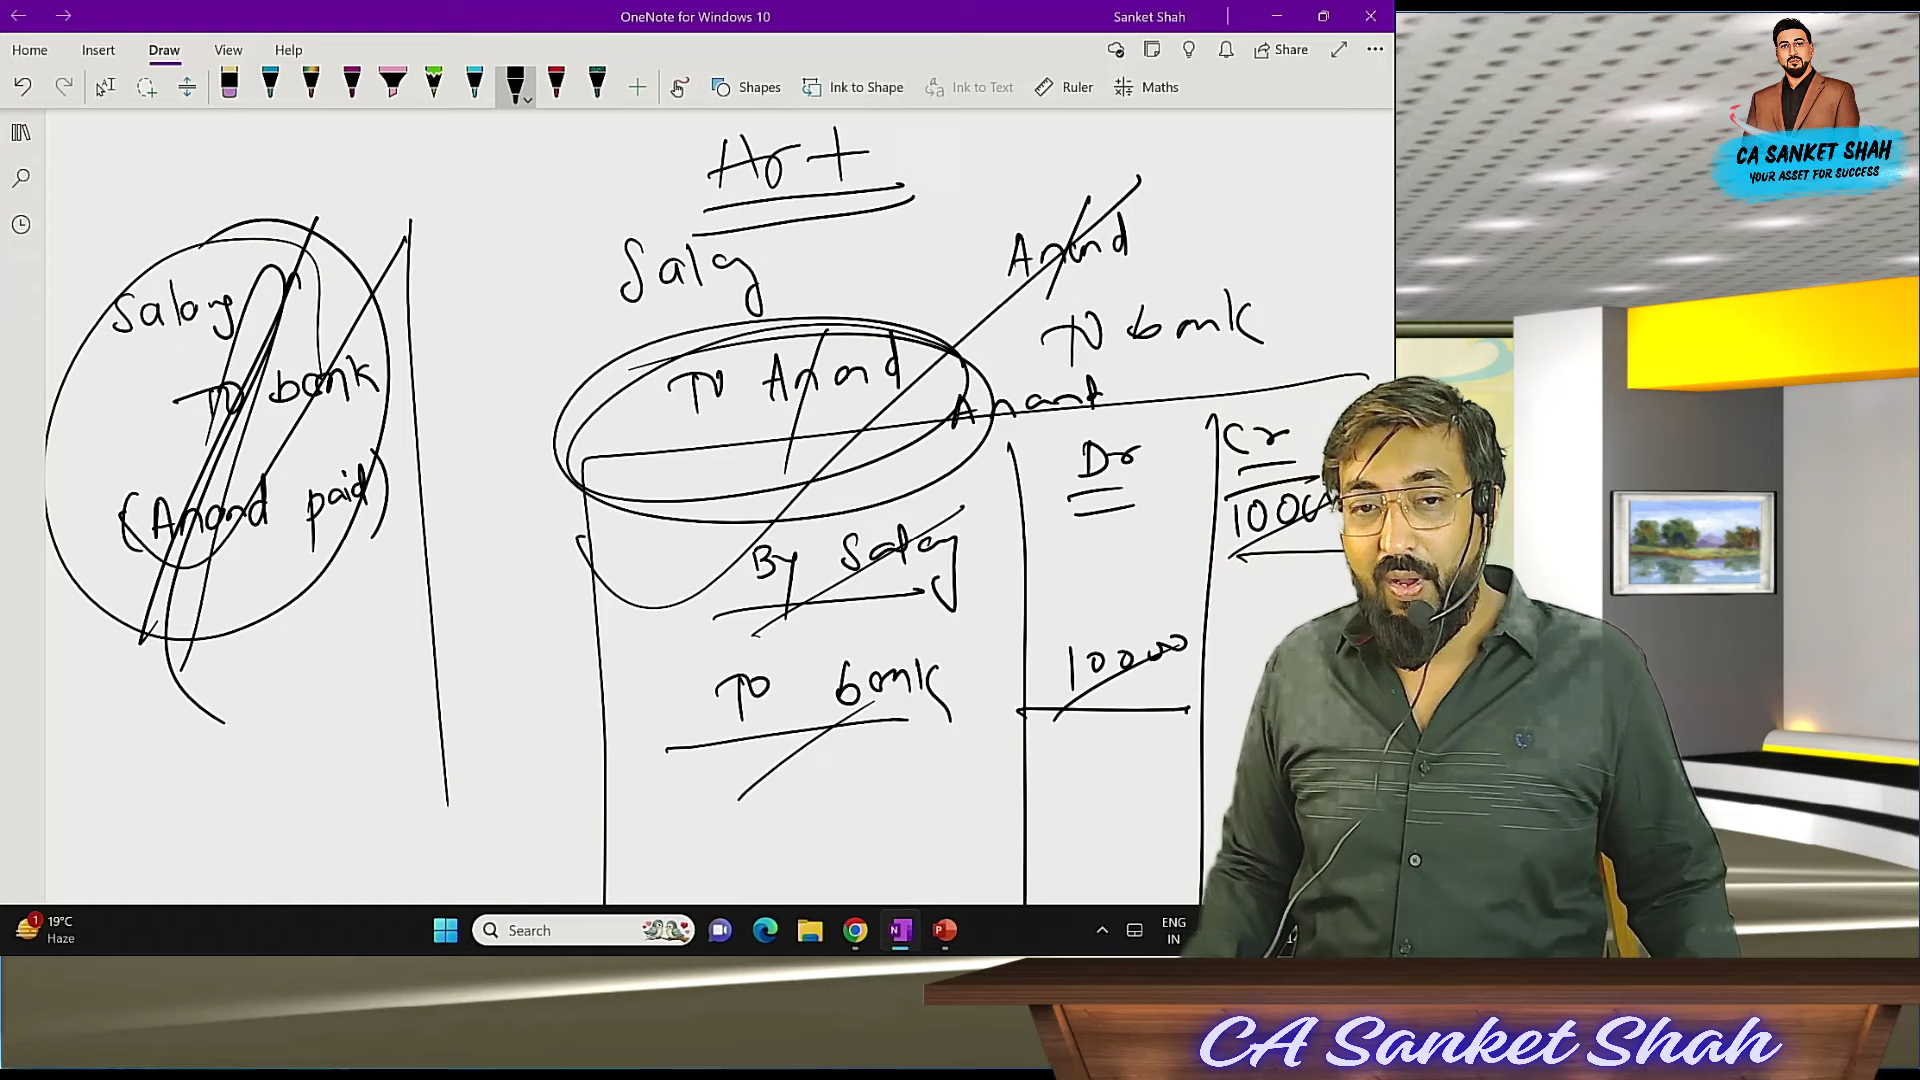 OneNote for Windows 10
Sanket Shah
Home Insert Draw View Help
Share
Shapes Ink to Shape Ink to Text Ruler Maths
CA SANKET SHAH
YOUR ASSET FOR SUCCESS
Salary
To bank
(Anand paid)
Salary
To Anand
Anand
To bank
Anand
Dr
Cr
By Salary
To bank
10000
1
19°C
Haze
Search
ENG
IN
CA Sanket Shah